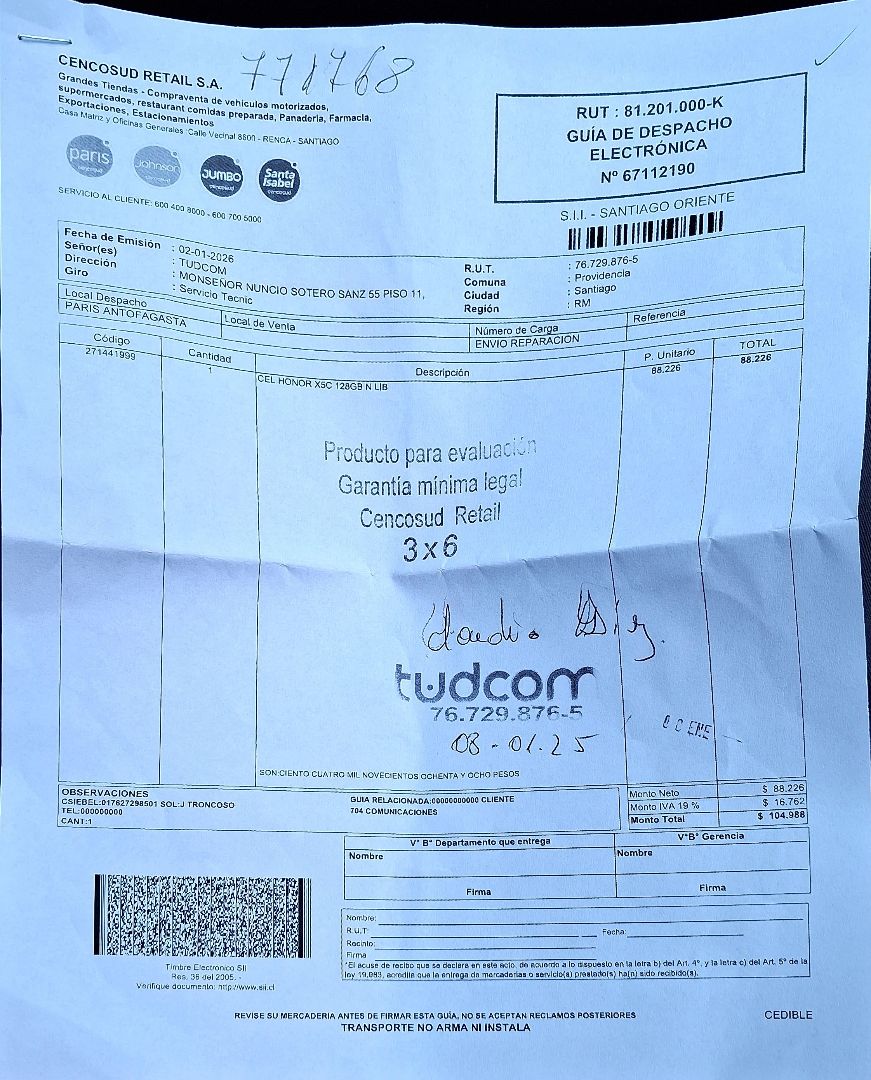 CENCOSUD RETAIL S.A.
771768
Grandes Tiendas - Compraventa de vehículos motorizados,
supermercados, restaurant comidas preparada, Panaderia, Farmacia,
Exportaciones, Estacionamientos
Casa Matriz y Oficinas Generales :Calle Vecinal 8600 - RENCA - SANTIAGO
paris cencosud
Johnson cencosud
JUMBO cencosud
Santa Isabel cencosud
SERVICIO AL CLIENTE: 600 400 8000 - 600 700 5000
RUT : 81.201.000-K
GUÍA DE DESPACHO
ELECTRÓNICA
Nº 67112190
S.I.I. - SANTIAGO ORIENTE
Fecha de Emisión : 02-01-2026
Señor(es) : TUDCOM
Dirección : MONSEÑOR NUNCIO SOTERO SANZ 55 PISO 11,
Giro : Servicio Tecnic
R.U.T. : 76.729.876-5
Comuna : Providencia
Ciudad : Santiago
Región : RM
Local Despacho Local de Venta Número de Carga Referencia
PARIS ANTOFAGASTA ENVIO REPARACION
Código Cantidad Descripción P. Unitario TOTAL
271441999 1 CEL HONOR X5C 128GB N LIB 88.226 88.226
Producto para evaluación
Garantía mínima legal
Cencosud Retail
3x6
Claudio Díaz.
tudcom
76.729.876-5
ENE
08-01.25
SON:CIENTO CUATRO MIL NOVECIENTOS OCHENTA Y OCHO PESOS
OBSERVACIONES
CSIEBEL:017627298501 SOL:J TRONCOSO
TEL:000000000
CANT:1
GUIA RELACIONADA:00000000000 CLIENTE
704 COMUNICACIONES
Monto Neto $ 88.226
Monto IVA 19 % $ 16.762
Monto Total $ 104.988
V° B° Departamento que entrega V°B° Gerencia
Nombre Nombre
Firma Firma
Nombre:
R.U.T: Fecha:
Recinto:
Firma
"El acuse de recibo que se declara en este acto, de acuerdo a lo dispuesto en la letra b) del Art. 4°, y la letra c) del Art. 5° de la
ley 19.983, acredita que la entrega de mercaderías o servicio(s) prestado(s) ha(n) sido recibido(s).
Timbre Electronico SII
Res. 36 del 2005.-
Verifique documento: http://www.sii.cl
REVISE SU MERCADERIA ANTES DE FIRMAR ESTA GUÍA, NO SE ACEPTAN RECLAMOS POSTERIORES
TRANSPORTE NO ARMA NI INSTALA
CEDIBLE